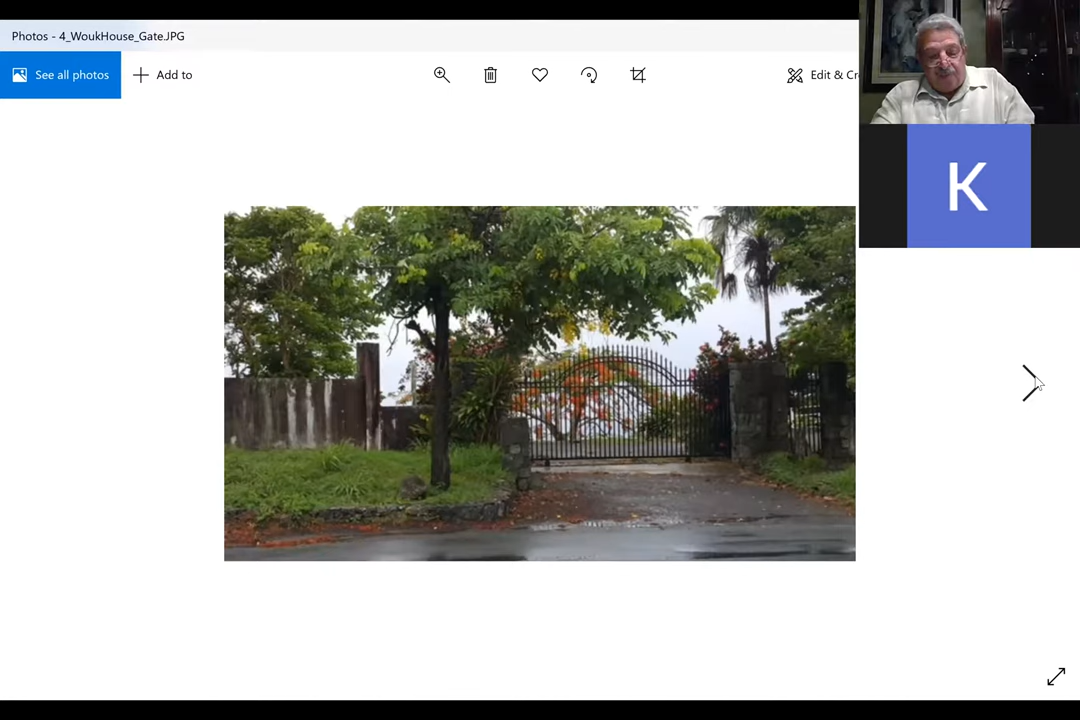 Photos - 4_WoukHouse_Gate.JPG
See all photos
Add to
Edit & Cr
K